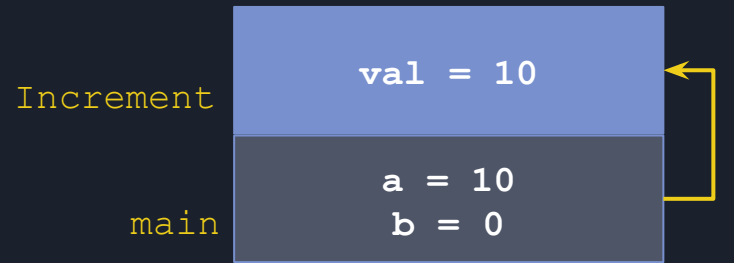 Increment
val = 10
main
a = 10
b = 0